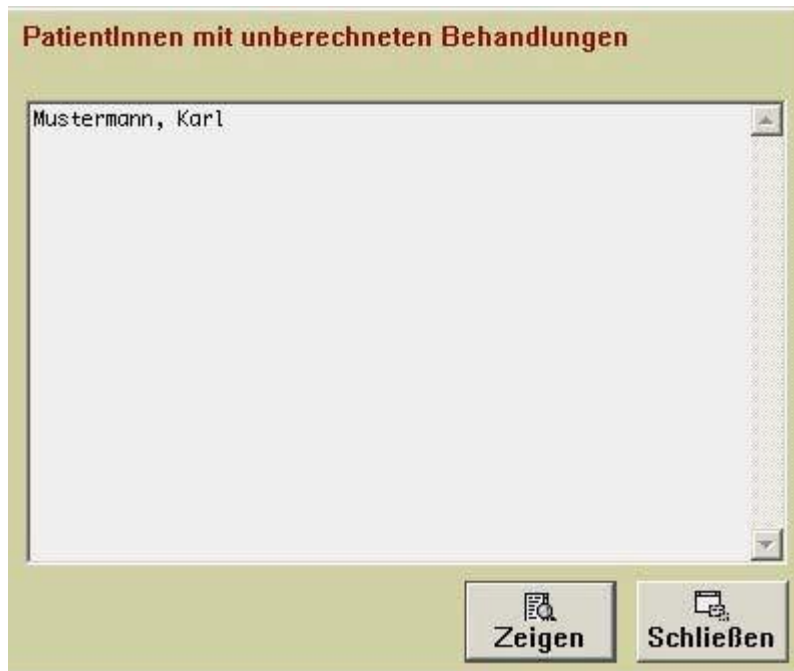 PatientInnen mit unberechneten Behandlungen
Mustermann, Karl
Zeigen
Schließen